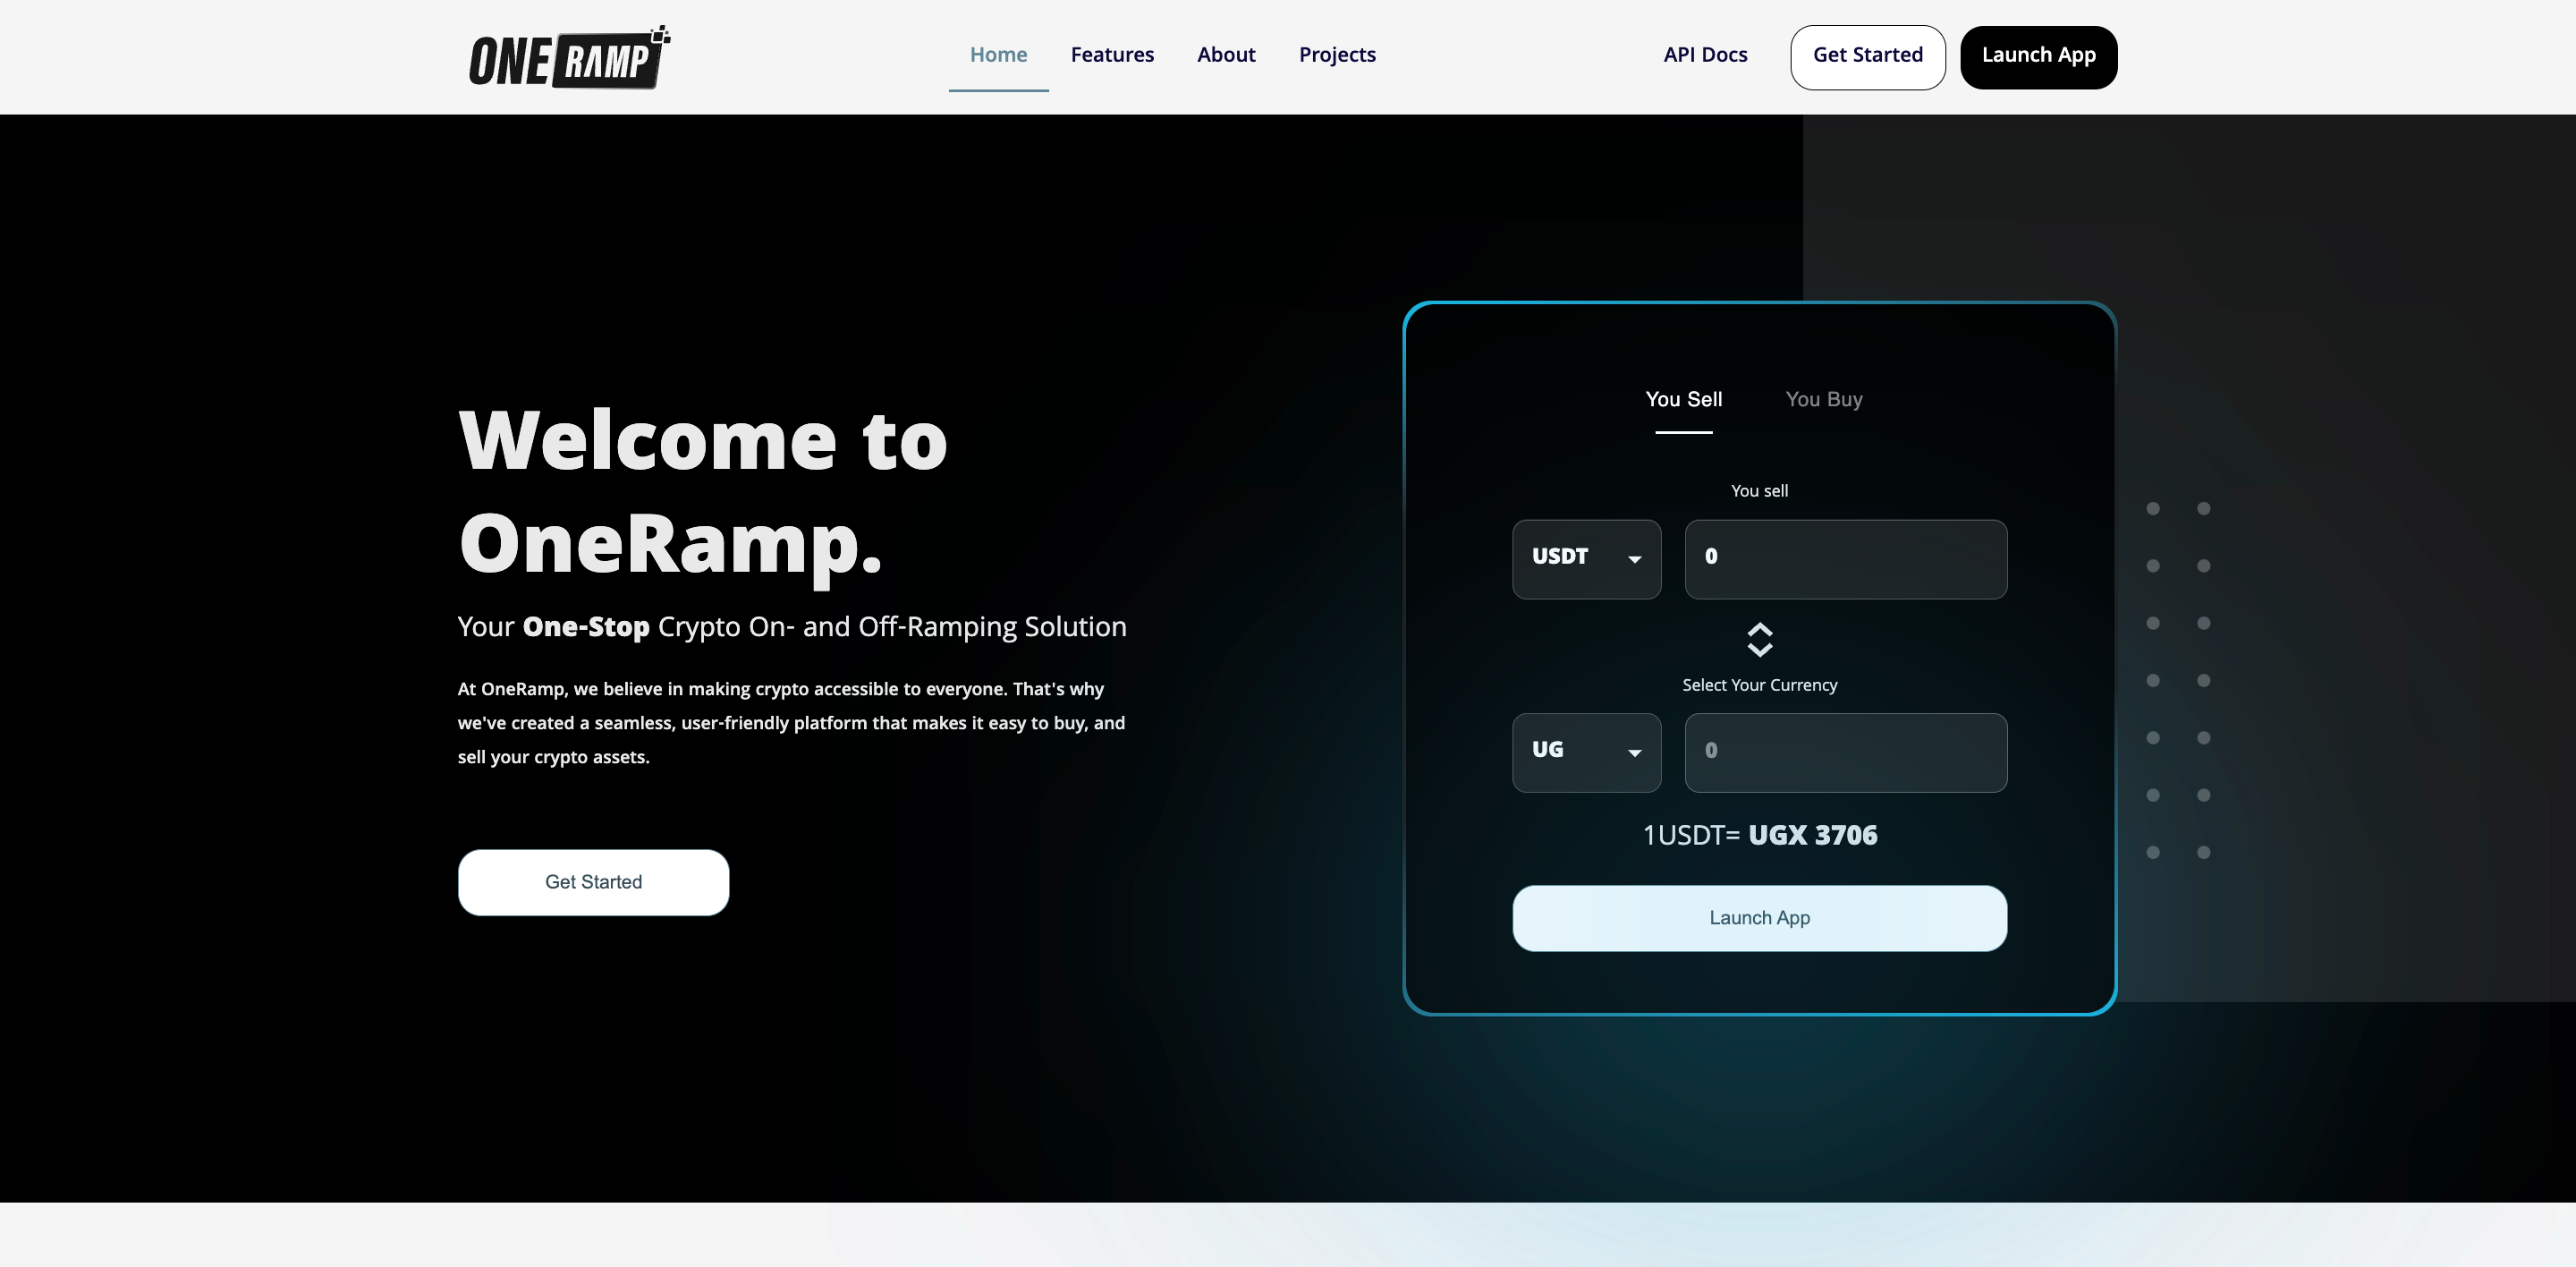 ONE RAMP
Home Features About Projects API Docs Get Started Launch App
Welcome to
OneRamp.
Your One-Stop Crypto On- and Off-Ramping Solution
At OneRamp, we believe in making crypto accessible to everyone. That's why
we've created a seamless, user-friendly platform that makes it easy to buy, and
sell your crypto assets.
Get Started
You Sell You Buy
You sell
USDT 0
Select Your Currency
UG 0
1USDT= UGX 3706
Launch App